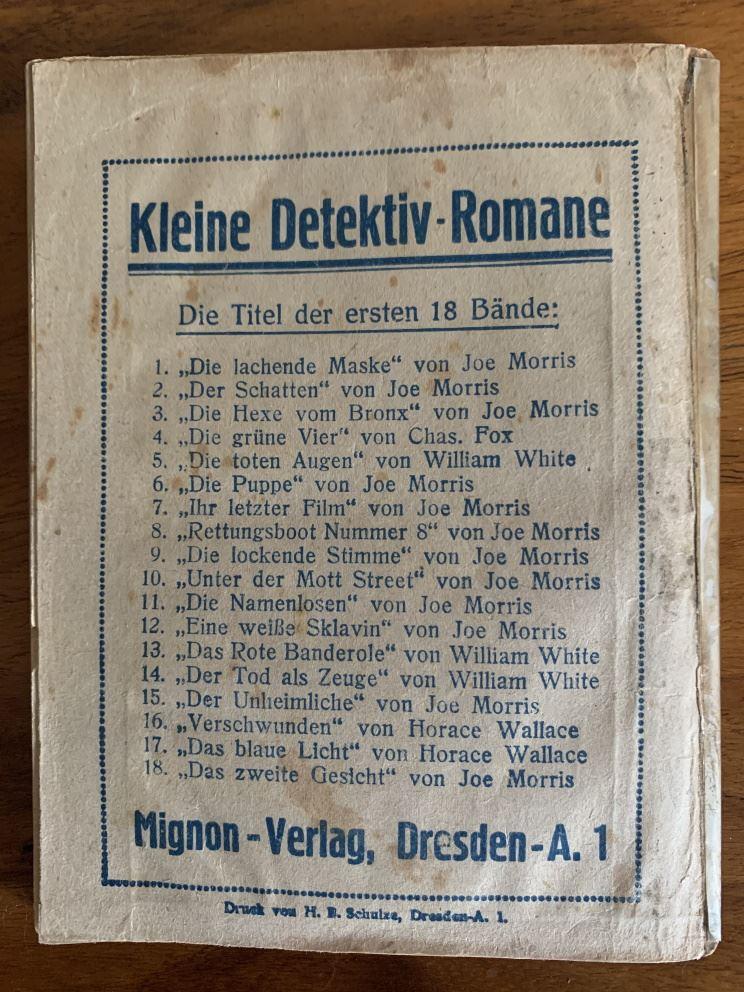 Kleine Detektiv-Romane
Die Titel der ersten 18 Bände:
1. „Die lachende Maske“ von Joe Morris
2. „Der Schatten“ von Joe Morris
3. „Die Hexe vom Bronx“ von Joe Morris
4. „Die grüne Vier“ von Chas. Fox
5. „Die toten Augen“ von William White
6. „Die Puppe“ von Joe Morris
7. „Ihr letzter Film“ von Joe Morris
8. „Rettungsboot Nummer 8“ von Joe Morris
9. „Die lockende Stimme“ von Joe Morris
10. „Unter der Mott Street“ von Joe Morris
11. „Die Namenlosen“ von Joe Morris
12. „Eine weiße Sklavin“ von Joe Morris
13. „Das Rote Banderole“ von William White
14. „Der Tod als Zeuge“ von William White
15. „Der Unheimliche“ von Joe Morris
16. „Verschwunden“ von Horace Wallace
17. „Das blaue Licht“ von Horace Wallace
18. „Das zweite Gesicht“ von Joe Morris
Mignon-Verlag, Dresden-A. 1
Druck von H. B. Schulze, Dresden-A. 1.